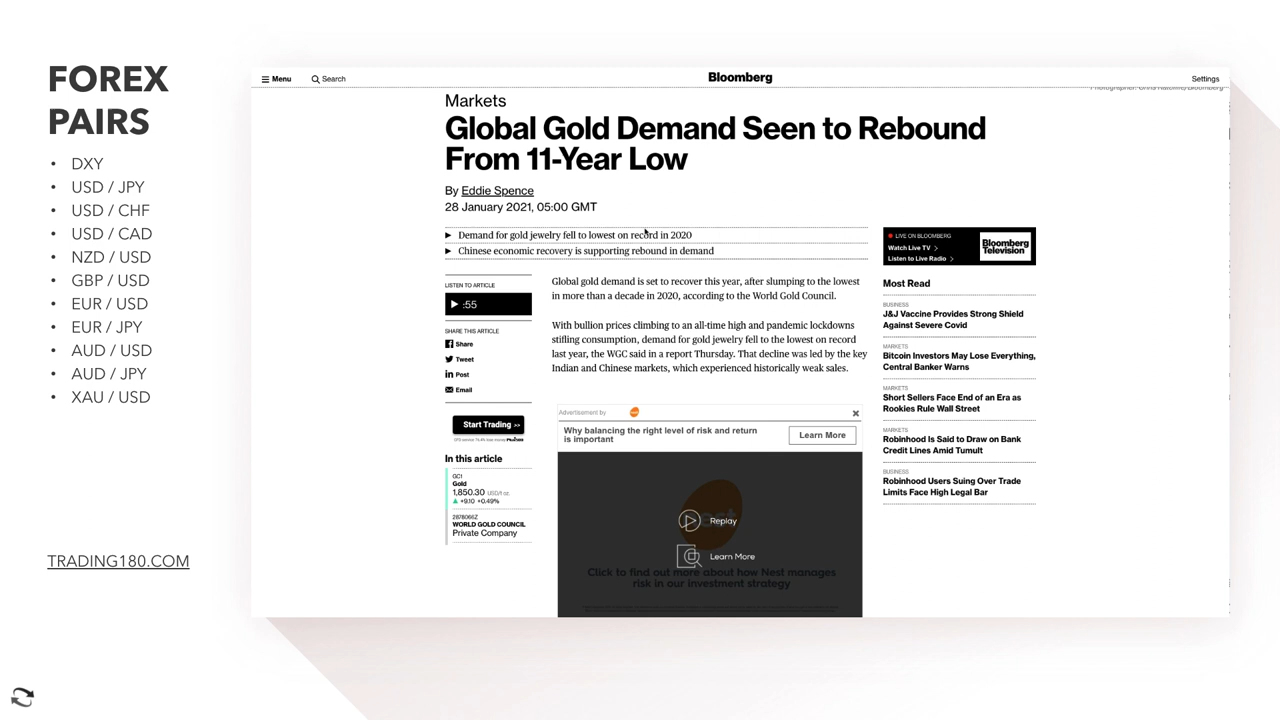 FOREX
PAIRS
• DXY
• USD / JPY
• USD / CHF
• USD / CAD
• NZD / USD
• GBP / USD
• EUR / USD
• EUR / JPY
• AUD / USD
• AUD / JPY
• XAU / USD
TRADING180.COM
Menu
Search
Bloomberg
Settings
Markets
Global Gold Demand Seen to Rebound
From 11-Year Low
By Eddie Spence
28 January 2021, 05:00 GMT
Demand for gold jewelry fell to lowest on record in 2020
Chinese economic recovery is supporting rebound in demand
LISTEN TO ARTICLE
:55
SHARE THIS ARTICLE
Share
Tweet
Post
Email
Start Trading >>
In this article
GC1
Gold
1,850.30 USD/t oz.
▲ +9.10 +0.49%
WORLD GOLD COUNCIL
Private Company
Global gold demand is set to recover this year, after slumping to the lowest
in more than a decade in 2020, according to the World Gold Council.
With bullion prices climbing to an all-time high and pandemic lockdowns
stifling consumption, demand for gold jewelry fell to the lowest on record
last year, the WGC said in a report Thursday. That decline was led by the key
Indian and Chinese markets, which experienced historically weak sales.
Advertisement by
Why balancing the right level of risk and return
is important
Learn More
Replay
Learn More
Click to find out more about how Nest manages
risk in our investment strategy
LIVE ON BLOOMBERG
Watch Live TV
Listen to Live Radio
Bloomberg
Television
Most Read
BUSINESS
J&J Vaccine Provides Strong Shield
Against Severe Covid
MARKETS
Bitcoin Investors May Lose Everything,
Central Banker Warns
MARKETS
Short Sellers Face End of an Era as
Rookies Rule Wall Street
MARKETS
Robinhood Is Said to Draw on Bank
Credit Lines Amid Tumult
BUSINESS
Robinhood Users Suing Over Trade
Limits Face High Legal Bar